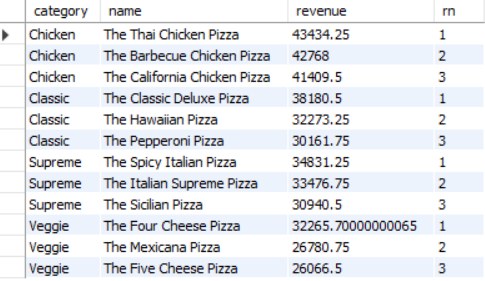 category name revenue rn
Chicken The Thai Chicken Pizza 43434.25 1
Chicken The Barbecue Chicken Pizza 42768 2
Chicken The California Chicken Pizza 41409.5 3
Classic The Classic Deluxe Pizza 38180.5 1
Classic The Hawaiian Pizza 32273.25 2
Classic The Pepperoni Pizza 30161.75 3
Supreme The Spicy Italian Pizza 34831.25 1
Supreme The Italian Supreme Pizza 33476.75 2
Supreme The Sicilian Pizza 30940.5 3
Veggie The Four Cheese Pizza 32265.70000000065 1
Veggie The Mexicana Pizza 26780.75 2
Veggie The Five Cheese Pizza 26066.5 3